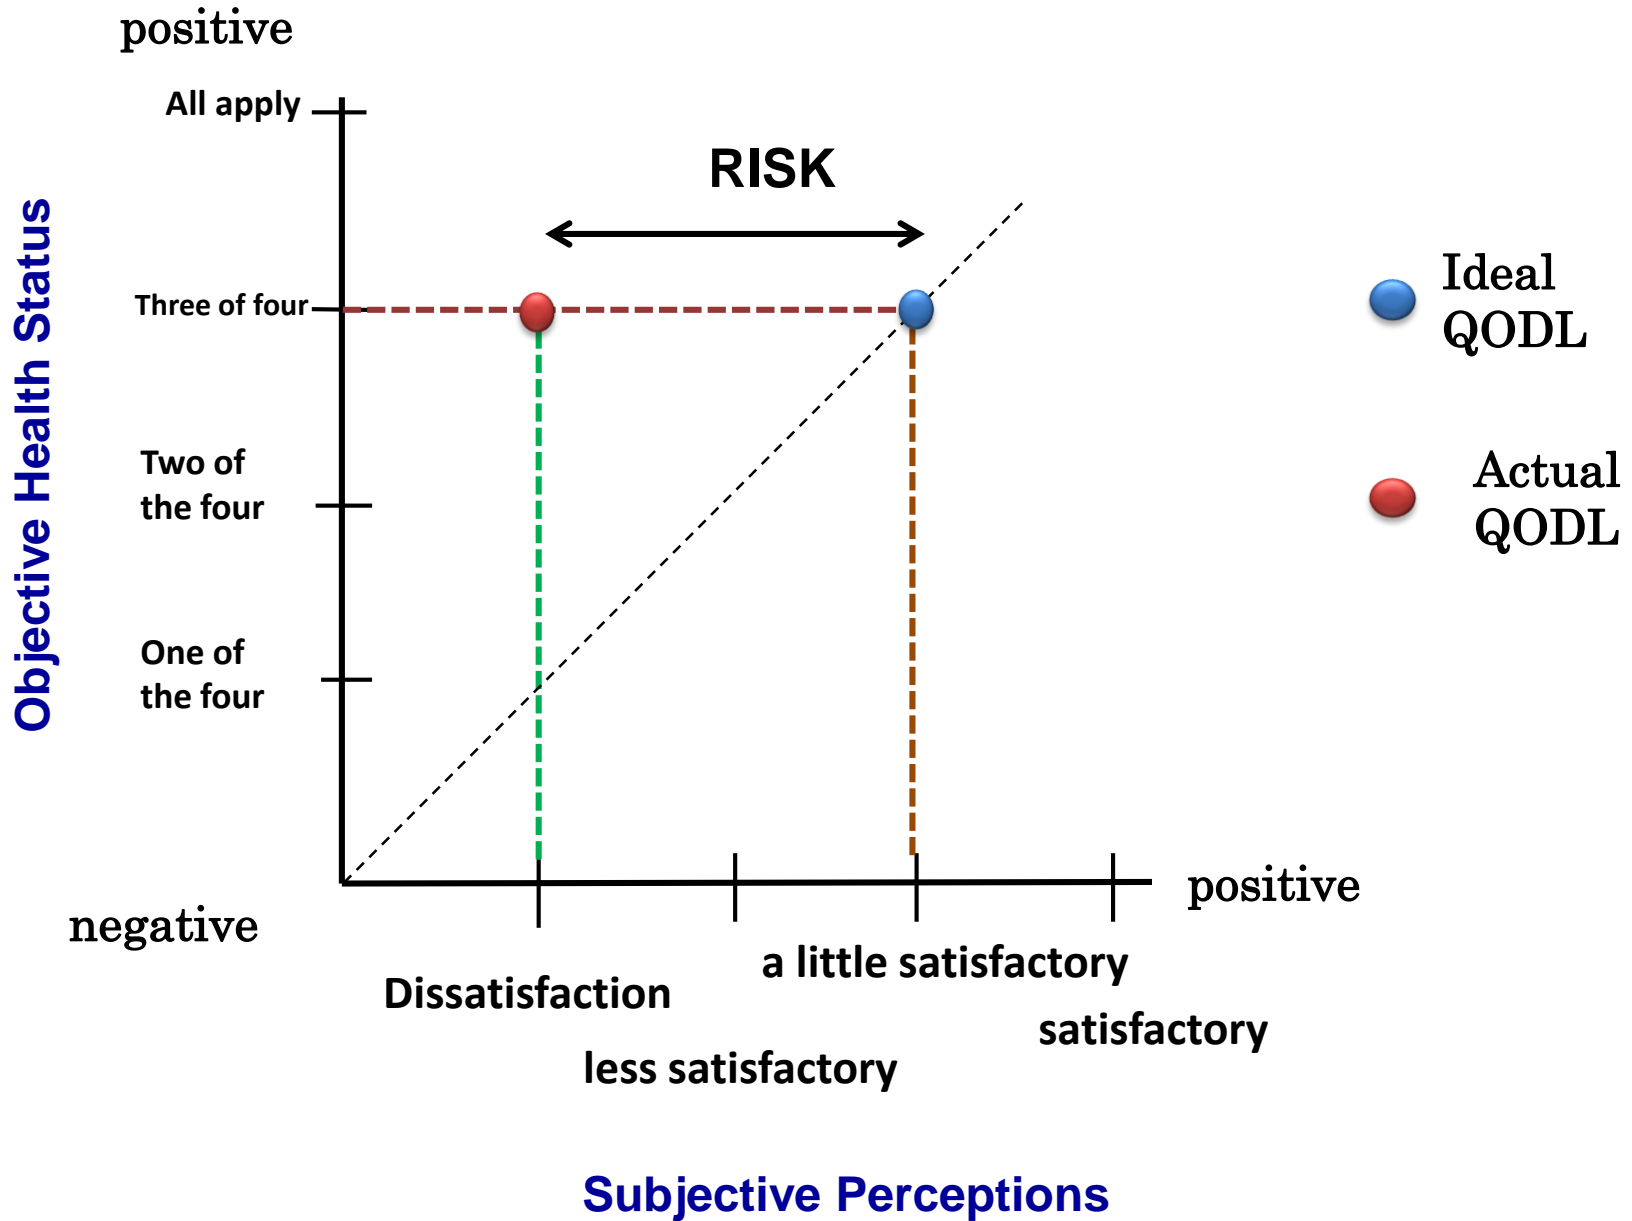 positive
All apply
RISK
Objective Health Status
Three of four
Ideal
QODL
Two of
the four
Actual
QODL
One of
the four
positive
negative
a little satisfactory
Dissatisfaction
satisfactory
less satisfactory
Subjective Perceptions